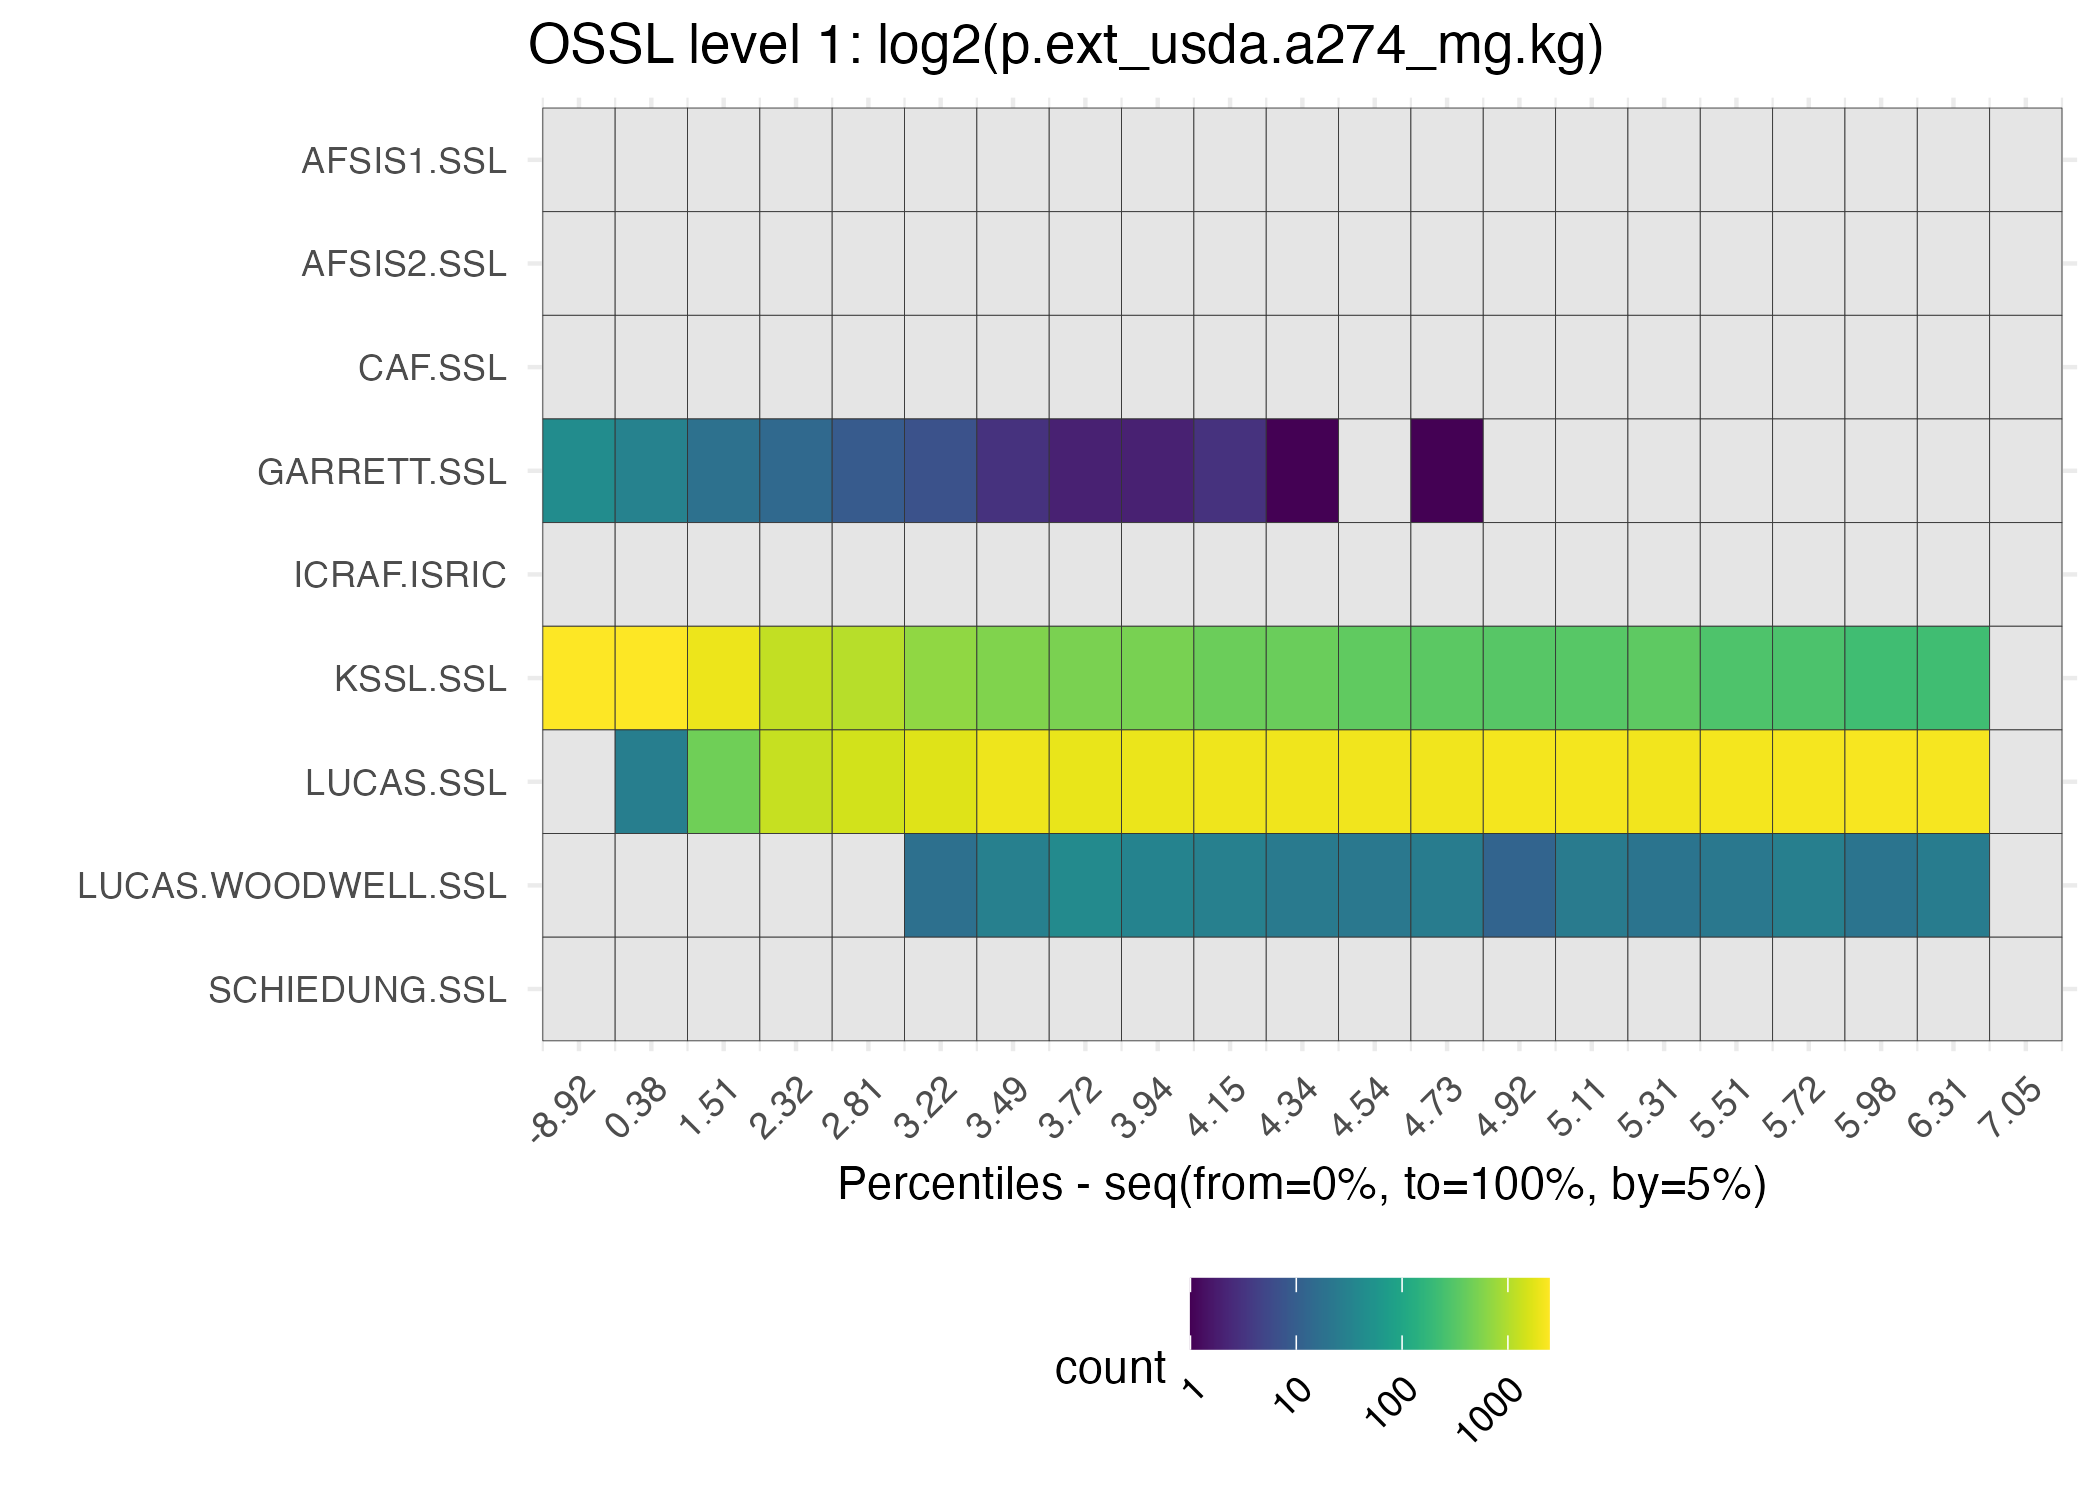 OSSL level 1: log2(p.ext_usda.a274_mg.kg)
AFSIS1.SSL
AFSIS2.SSL
CAF.SSL
GARRETT.SSL
ICRAF.ISRIC
KSSL.SSL
LUCAS.SSL
LUCAS.WOODWELL.SSL
SCHIEDUNG.SSL
-8.92 0.38 1.51 2.32 2.81 3.22 3.49 3.72 3.94 4.15 4.34 4.54 4.73 4.92 5.11 5.31 5.51 5.72 5.98 6.31 7.05
Percentiles - seq(from=0%, to=100%, by=5%)
count
1 10 100 1000